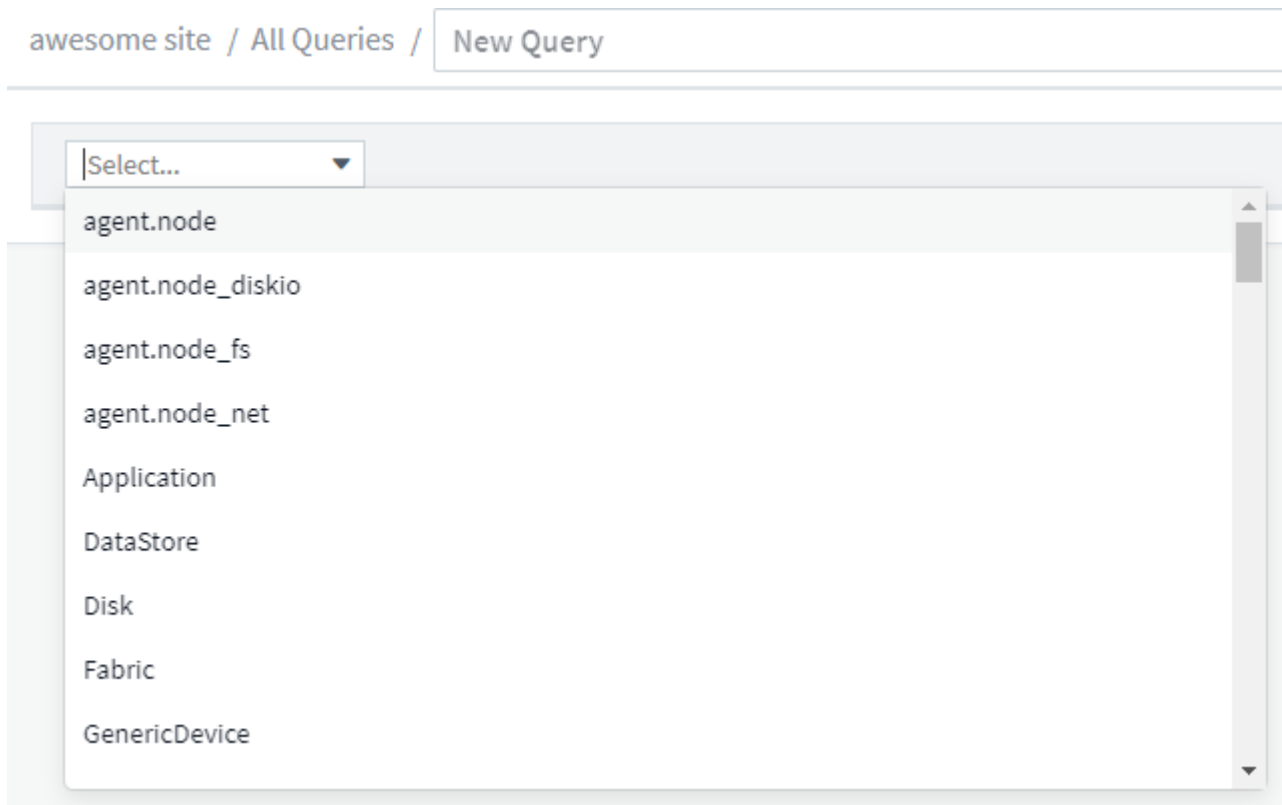 awesome site / All Queries / New Query
Select...
agent.node
agent.node_diskio
agent.node_fs
agent.node_net
Application
DataStore
Disk
Fabric
GenericDevice